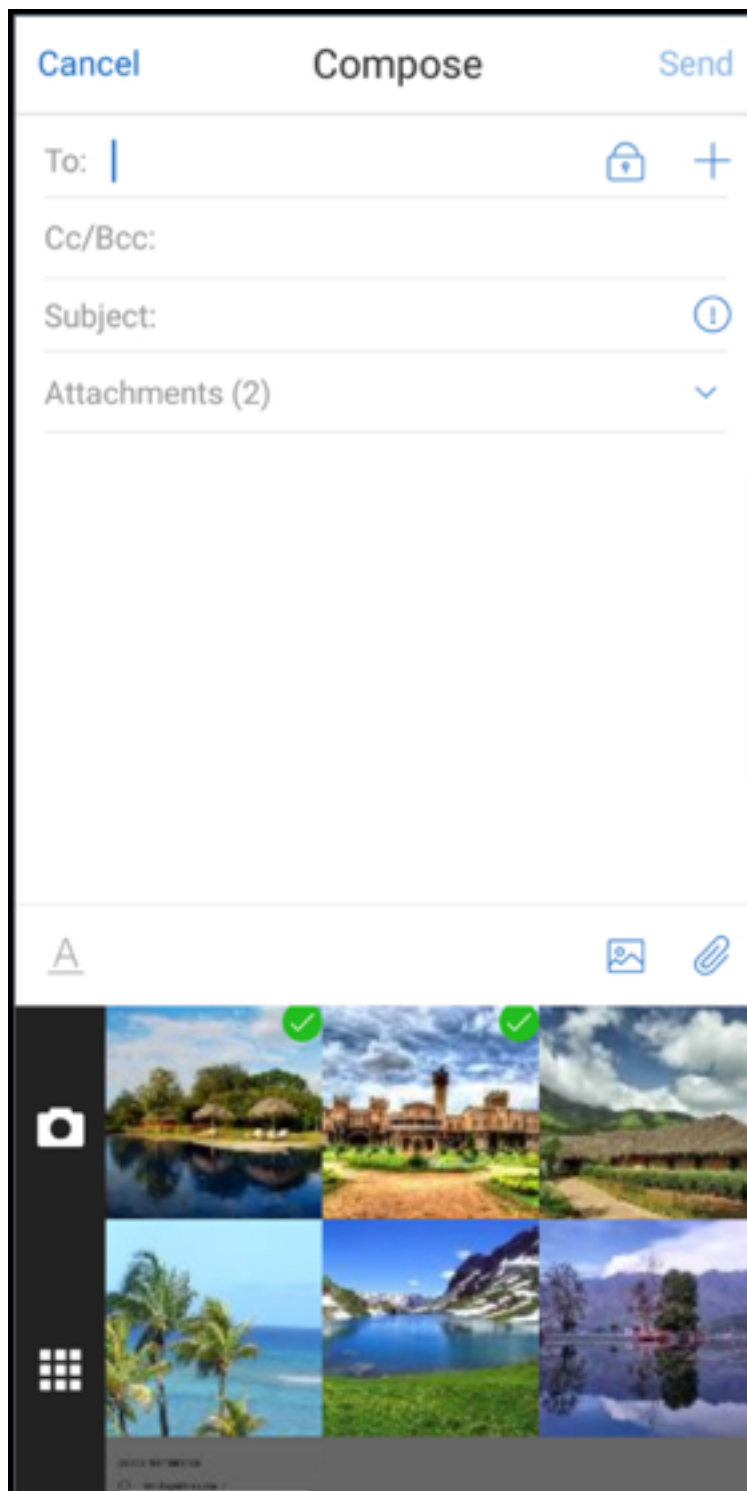 Cancel Compose Send
To:
Cc/Bcc:
Subject:
Attachments (2)
A